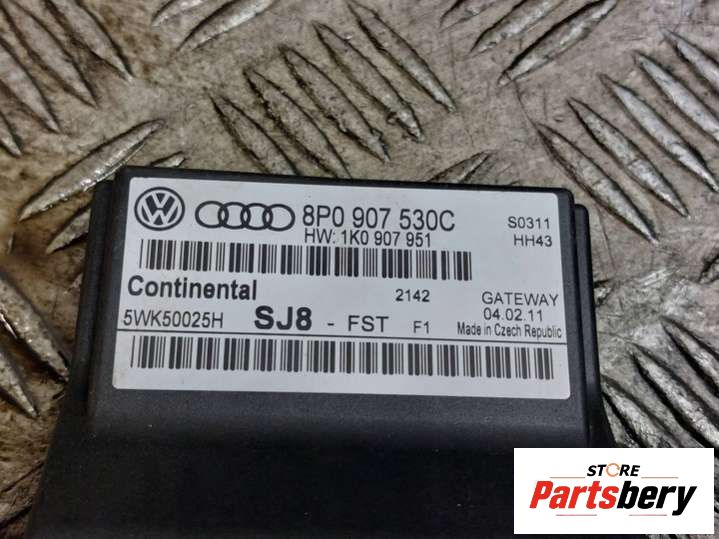 8P0 907 530C
HW: 1K0 907 951
S0311
HH43
Continental
2142
GATEWAY
5WK50025H SJ8 - FST F1
04.02.11
Made in Czech Republic
STORE
Partsbery